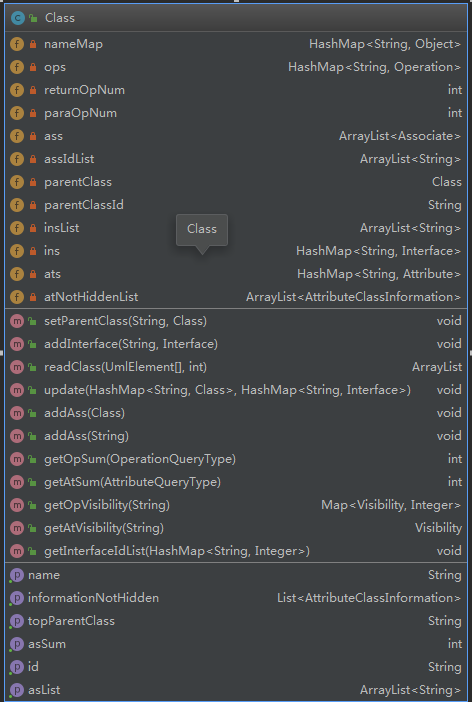 Class
nameMap HashMap<String, Object>
ops HashMap<String, Operation>
returnOpNum int
paraOpNum int
ass ArrayList<Associate>
assIdList ArrayList<String>
parentClass Class
parentClassId String
insList ArrayList<String>
Class
ins HashMap<String, Interface>
ats HashMap<String, Attribute>
atNotHiddenList ArrayList<AttributeClassInformation>
setParentClass(String, Class) void
addInterface(String, Interface) void
readClass(UmlElement[], int) ArrayList
update(HashMap<String, Class>, HashMap<String, Interface>) void
addAss(Class) void
addAss(String) void
getOpSum(OperationQueryType) int
getAtSum(AttributeQueryType) int
getOpVisibility(String) Map<Visibility, Integer>
getAtVisibility(String) Visibility
getInterfaceIdList(HashMap<String, Integer>) void
name String
informationNotHidden List<AttributeClassInformation>
topParentClass String
asSum int
id String
asList ArrayList<String>